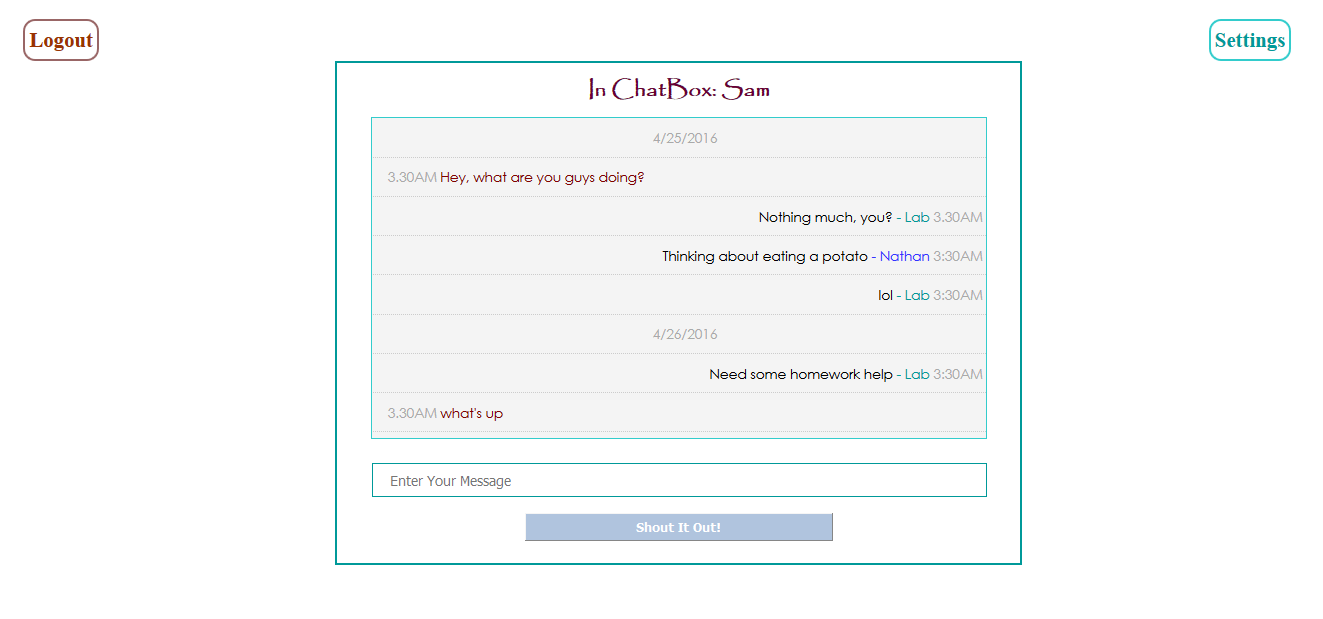 Logout
Settings
In ChatBox: Sam
4/25/2016
3.30AM Hey, what are you guys doing?
Nothing much, you? - Lab 3.30AM
Thinking about eating a potato - Nathan 3:30AM
lol - Lab 3:30AM
4/26/2016
Need some homework help - Lab 3:30AM
3.30AM what's up
Enter Your Message
Shout It Out!